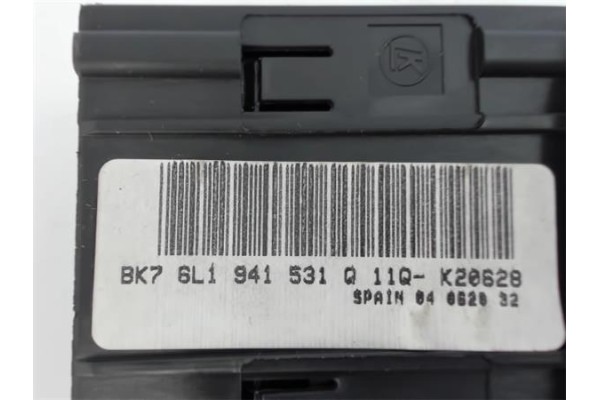 BK7 6L1 941 531 Q 11Q- K20628
SPAIN 04 0628 32